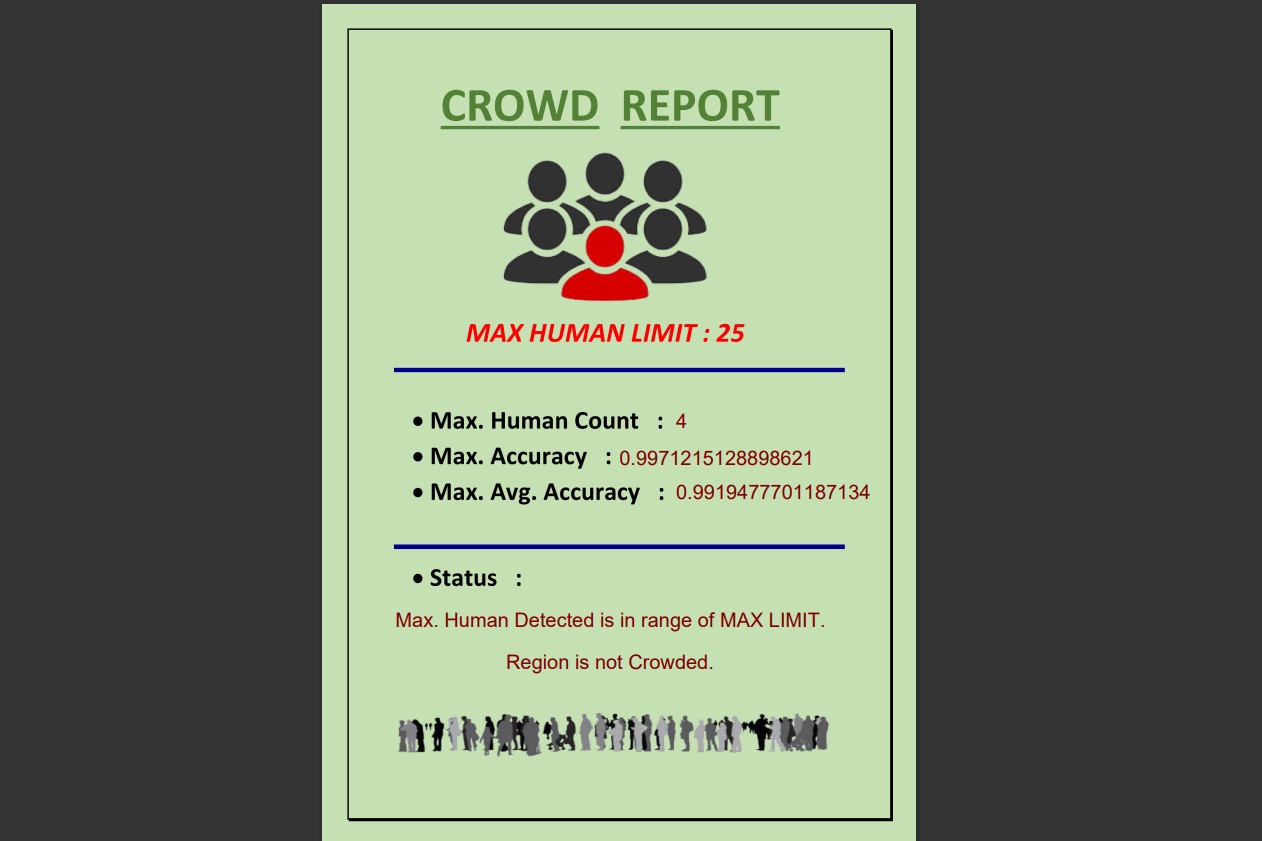 CROWD REPORT
MAX HUMAN LIMIT : 25
• Max. Human Count : 4
• Max. Accuracy : 0.9971215128898621
• Max. Avg. Accuracy : 0.9919477701187134
• Status :
Max. Human Detected is in range of MAX LIMIT.
Region is not Crowded.